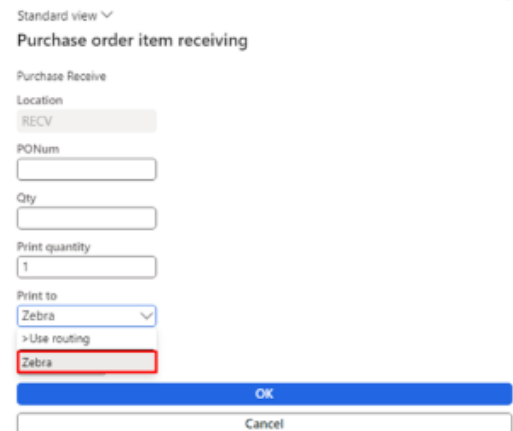 Standard view
Purchase order item receiving
Purchase Receive
Location
RECV
PONum
Qty
Print quantity
1
Print to
Zebra
>Use routing
Zebra
OK
Cancel